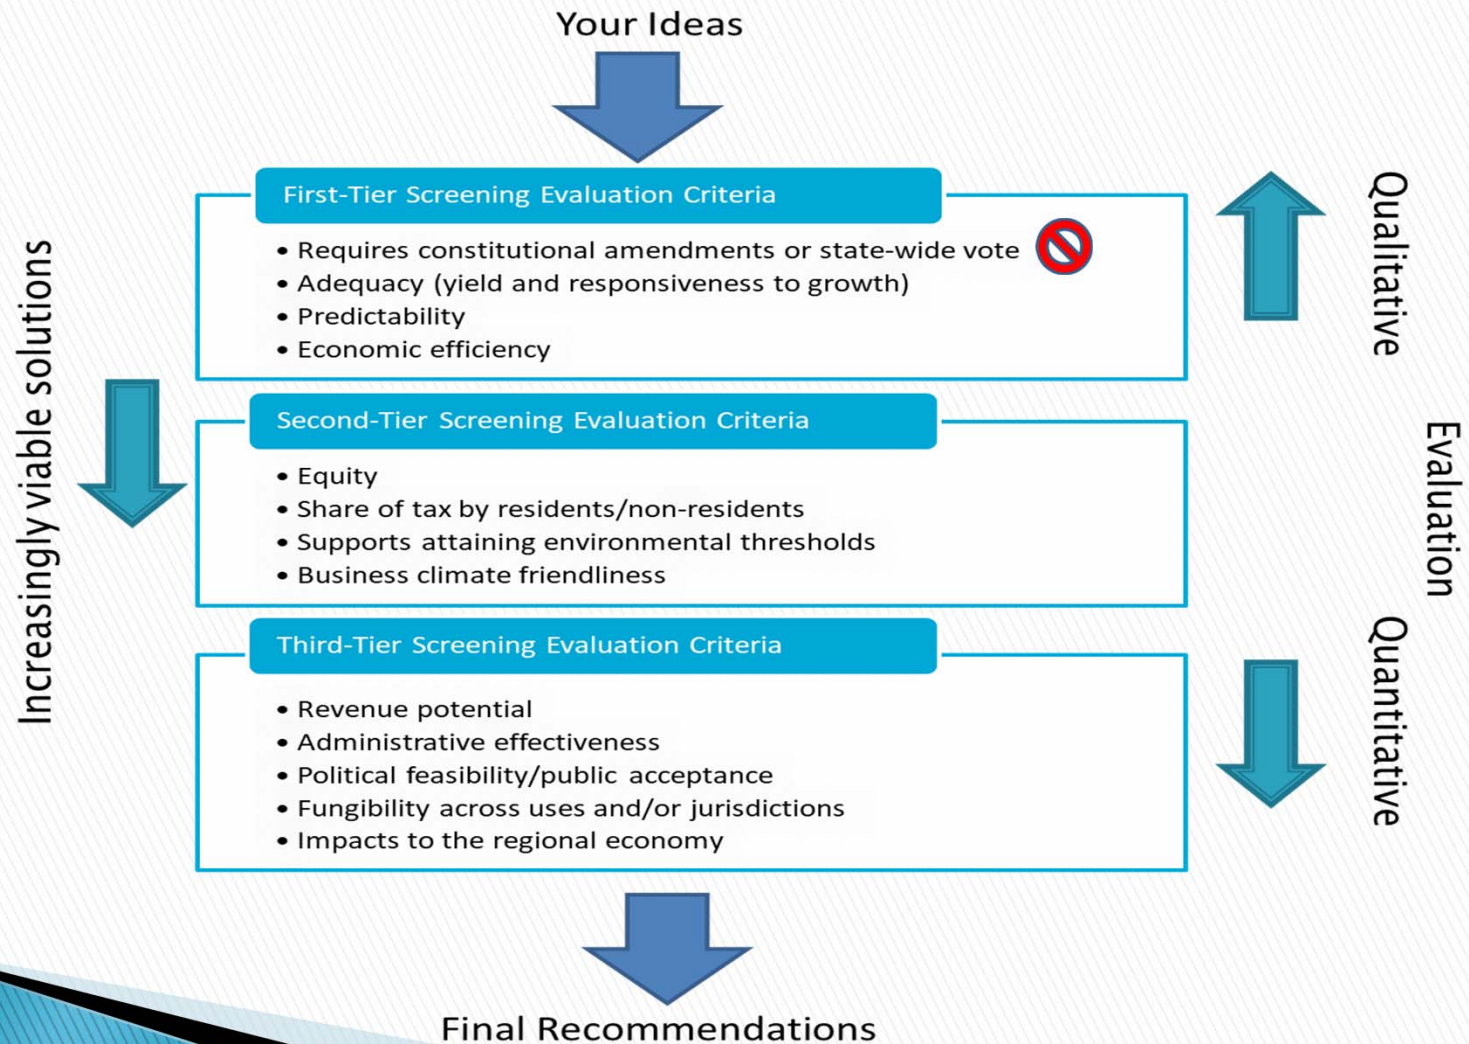 Your Ideas
First-Tier Screening Evaluation Criteria
• Requires constitutional amendments or state-wide vote
• Adequacy (yield and responsiveness to growth)
• Predictability
• Economic efficiency
Second-Tier Screening Evaluation Criteria
• Equity
• Share of tax by residents/non-residents
• Supports attaining environmental thresholds
• Business climate friendliness
Third-Tier Screening Evaluation Criteria
• Revenue potential
• Administrative effectiveness
• Political feasibility/public acceptance
• Fungibility across uses and/or jurisdictions
• Impacts to the regional economy
Final Recommendations
Increasingly viable solutions
Qualitative
Evaluation
Quantitative